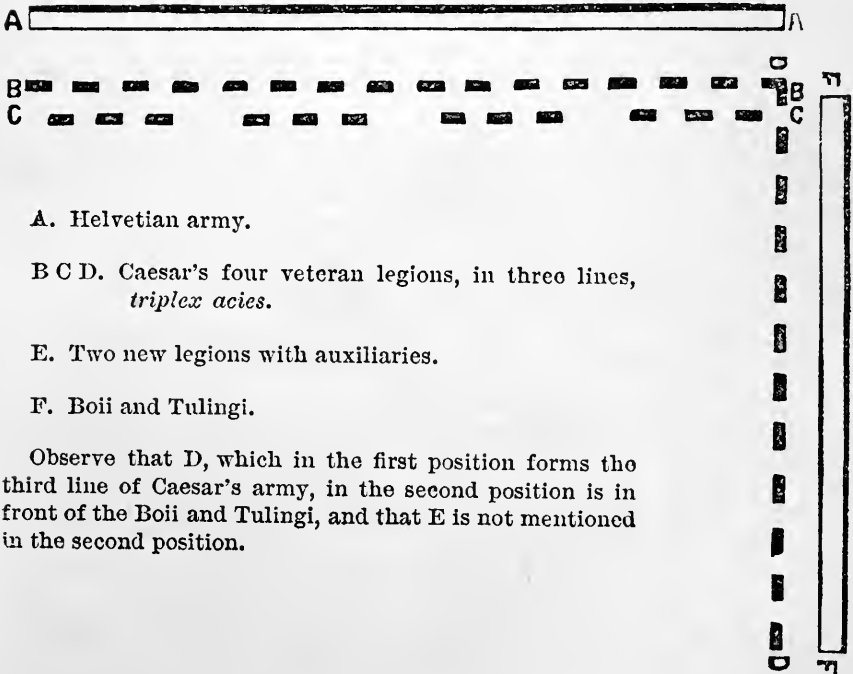 A A
D F
B B
C C
A. Helvetian army.
B C D. Caesar's four veteran legions, in three lines,
triplex acies.
E. Two new legions with auxiliaries.
F. Boii and Tulingi.
Observe that D, which in the first position forms the
third line of Caesar's army, in the second position is in
front of the Boii and Tulingi, and that E is not mentioned
in the second position.
D F